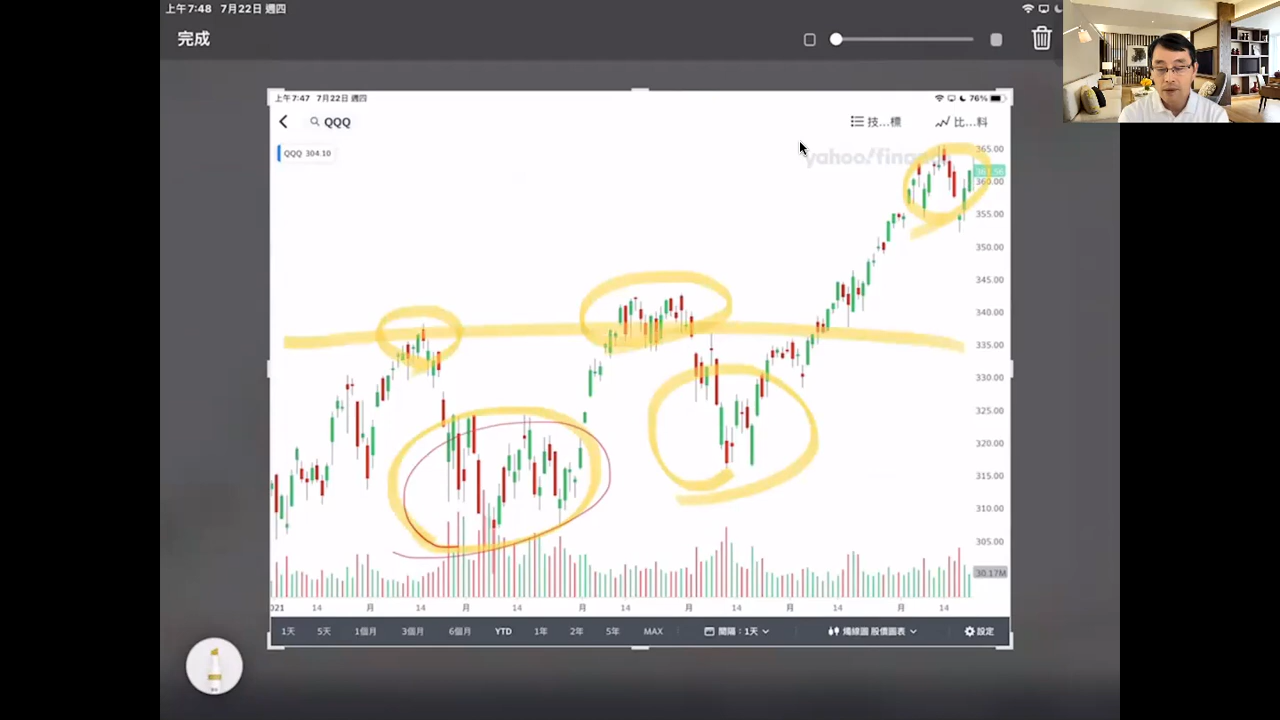 上午7:48 7月22日 週四
完成
上午7:47 7月22日 週四
76%
QQQ
技...標
比...料
QQQ 304.10
yahoo/finan
365.00
360.00
355.00
350.00
345.00
340.00
335.00
330.00
325.00
320.00
315.00
310.00
305.00
30.17M
2021 14 月 14 月 14 月 14 月 14 月 14 月 14
1天 5天 1個月 3個月 6個月 YTD 1年 2年 5年 MAX 間隔：1天 燭線圖 股價圖表 設定